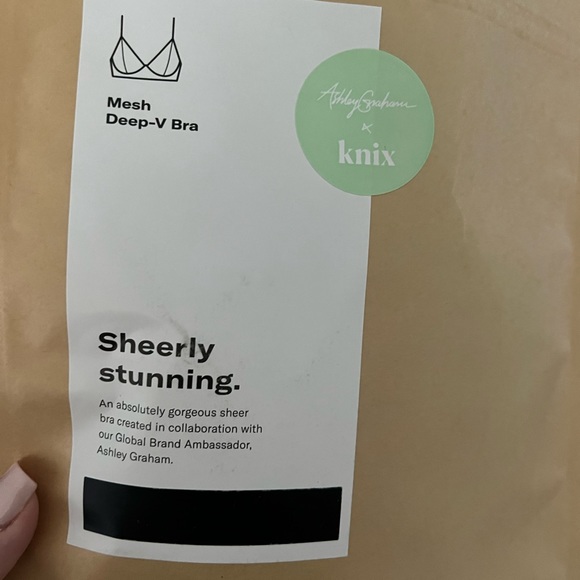 Mesh
Deep-V Bra
Ashley Graham
x
knix
Sheerly
stunning.
An absolutely gorgeous sheer
bra created in collaboration with
our Global Brand Ambassador,
Ashley Graham.